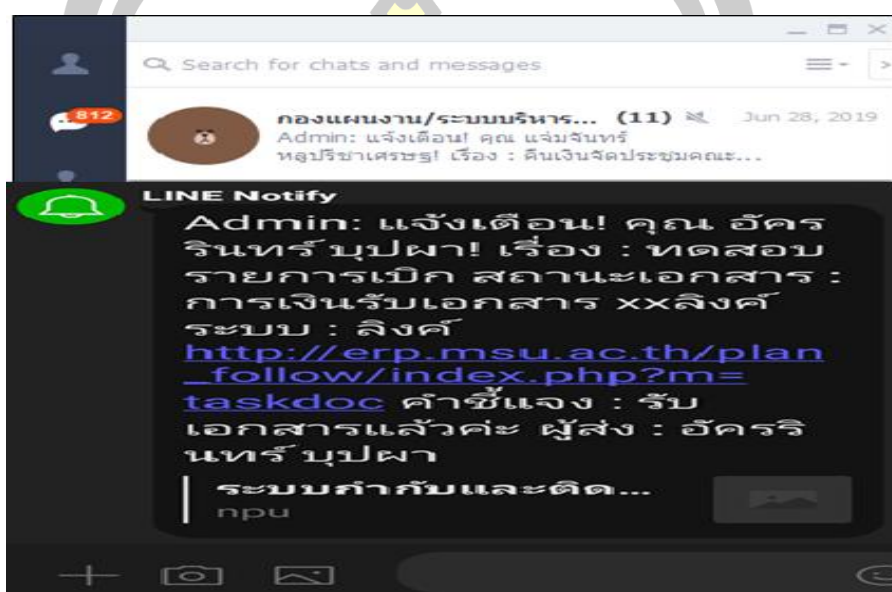 Search for chats and messages
812
กองแผนงาน/ระบบบริหาร... (11) Jun 28, 2019
Admin: แจ้งเตือน! คุณ แจ่มจันทร์
หลุปรีชาเศรษฐ! เรื่อง : คืนเงินจัดประชุมคณะ...
LINE Notify
Admin: แจ้งเตือน! คุณ อัคร
รินทร์ บุปผา! เรื่อง : ทดสอบ
รายการเบิก สถานะเอกสาร :
การเงินรับเอกสาร xxลิงค์
ระบบ : ลิงค์
http://erp.msu.ac.th/plan
_follow/index.php?m=
taskdoc คำชี้แจง : รับ
เอกสารแล้วค่ะ ผู้ส่ง : อัครริ
นทร์ บุปผา
ระบบกำกับและติด...
npu